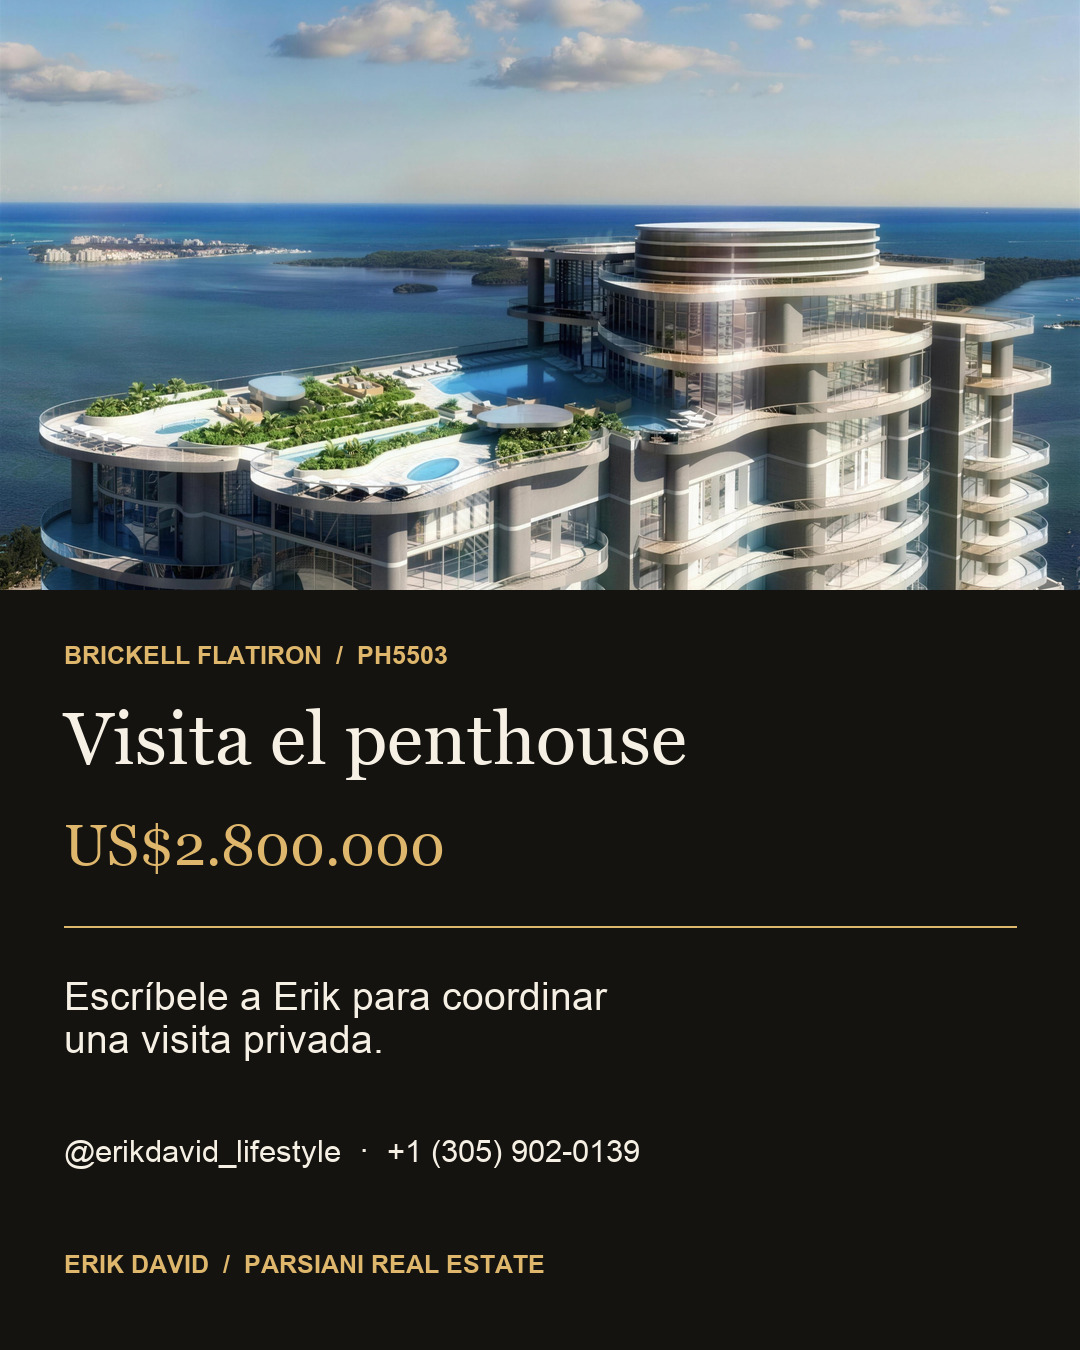 BRICKELL FLATIRON / PH5503
Visita el penthouse
US$2.800.000
Escríbele a Erik para coordinar
una visita privada.
@erikdavid_lifestyle · +1 (305) 902-0139
ERIK DAVID / PARSIANI REAL ESTATE